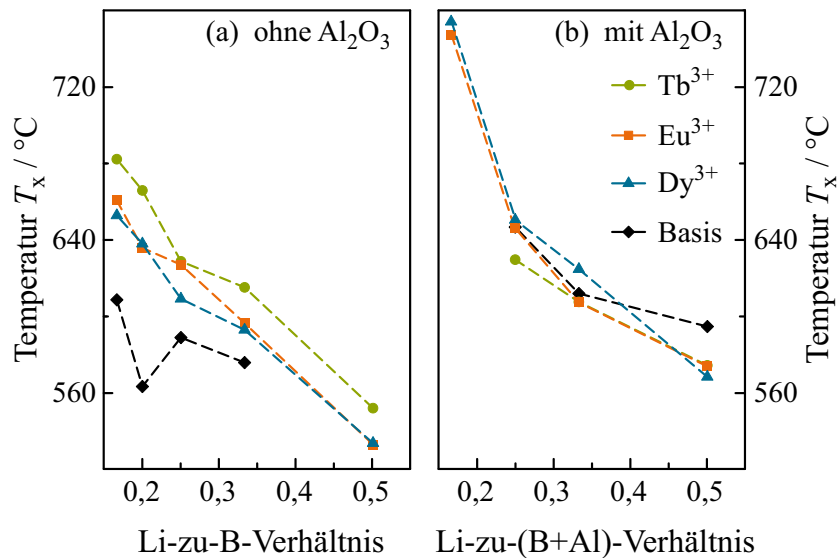 (a) ohne Al₂O₃
(b) mit Al₂O₃
Tb³⁺
Eu³⁺
Dy³⁺
Basis
Temperatur Tₓ / °C
720
640
560
0,2
0,3
0,4
0,5
Li-zu-B-Verhältnis
0,2
0,3
0,4
0,5
Li-zu-(B+Al)-Verhältnis
720
640
560
Temperatur Tₓ / °C